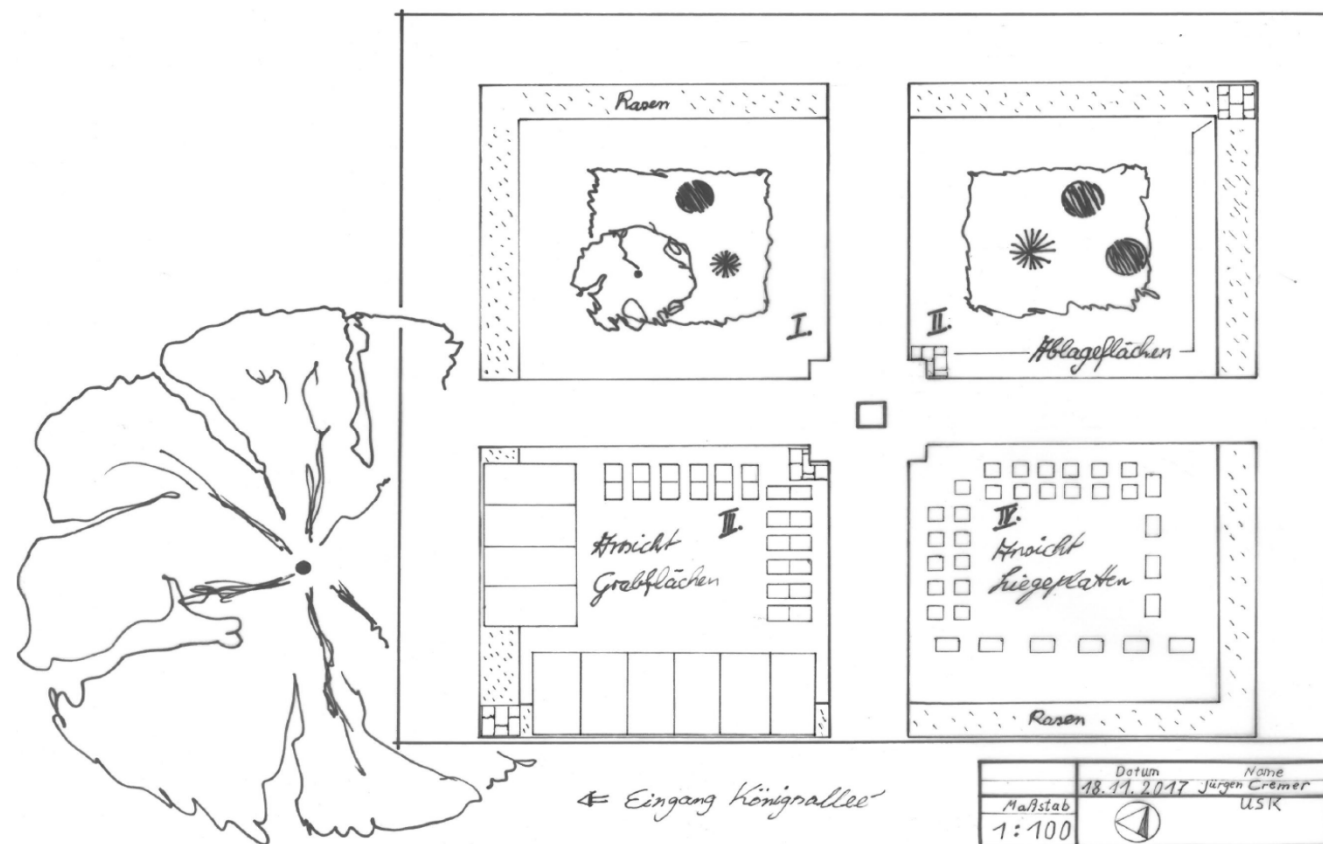 Rasen
I.
II.
Ablageflächen
III.
Ansicht
Grabflächen
IV.
Ansicht
Liegeplatten
Rasen
⇐ Eingang Königsallee
Datum Name
18.11.2017 Jürgen Cremer
Maßstab USK
1:100